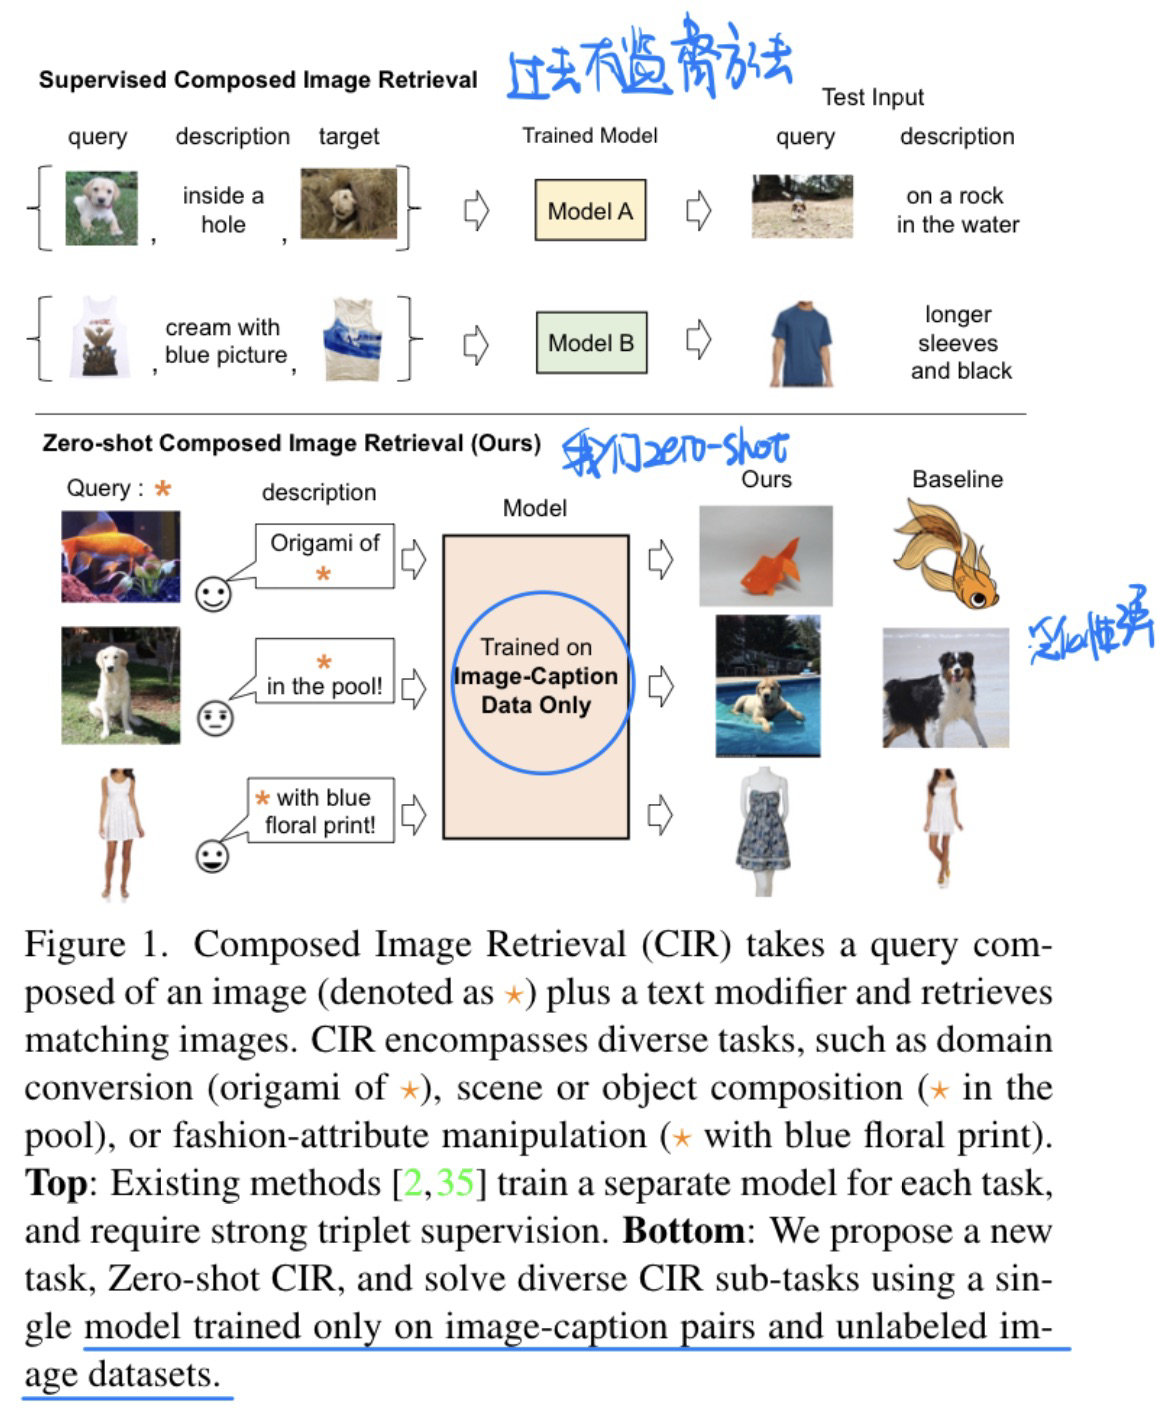 Supervised Composed Image Retrieval 过去有监督方法
Test Input
query description target Trained Model query description
inside a
hole
,
,
Model A
on a rock
in the water
cream with
blue picture
,
,
Model B
longer
sleeves
and black
Zero-shot Composed Image Retrieval (Ours) 我们zero-shot
Query : * description Model Ours Baseline
Origami of
*
*
in the pool!
* with blue
floral print!
Trained on
Image-Caption
Data Only
Figure 1. Composed Image Retrieval (CIR) takes a query com-
posed of an image (denoted as ⋆) plus a text modifier and retrieves
matching images. CIR encompasses diverse tasks, such as domain
conversion (origami of ⋆), scene or object composition (⋆ in the
pool), or fashion-attribute manipulation (⋆ with blue floral print).
Top: Existing methods [2,35] train a separate model for each task,
and require strong triplet supervision. Bottom: We propose a new
task, Zero-shot CIR, and solve diverse CIR sub-tasks using a sin-
gle model trained only on image-caption pairs and unlabeled im-
age datasets.